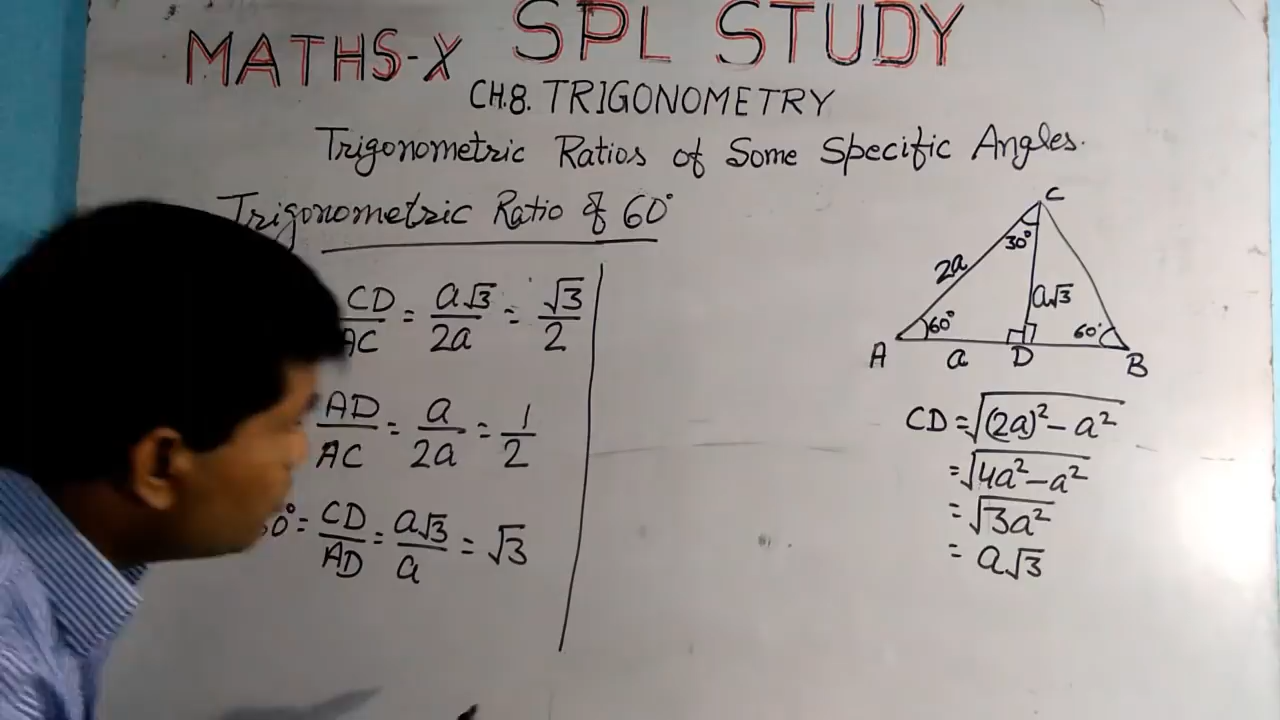 MATHS-X SPL STUDY
CH.8. TRIGONOMETRY
Trigonometric Ratios of Some Specific Angles.
Trigonometric Ratio of 60°
CD/AC = a√3/2a = √3/2
AD/AC = a/2a = 1/2
0° = CD/AD = a√3/a = √3
C
30°
2a
a√3
60°
60°
A
a
D
B
CD = √(2a)² - a²
= √4a² - a²
= √3a²
= a√3